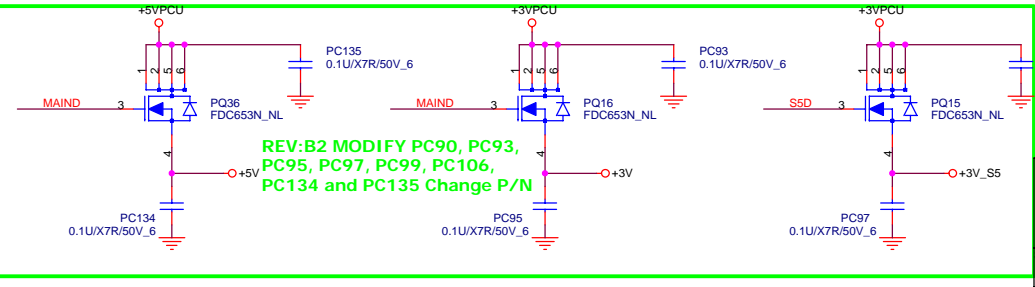 +5VPCU
PC135
0.1U/X7R/50V_6
1
2
5
6
MAIND
3
PQ36
FDC653N_NL
4
+5V
PC134
0.1U/X7R/50V_6
+3VPCU
PC93
0.1U/X7R/50V_6
1
2
5
6
MAIND
3
PQ16
FDC653N_NL
REV:B2 MODIFY PC90, PC93,
PC95, PC97, PC99, PC106,
PC134 and PC135 Change P/N
4
+3V
PC95
0.1U/X7R/50V_6
+3VPCU
1
2
5
6
S5D
3
PQ15
FDC653N_NL
4
+3V_S5
PC97
0.1U/X7R/50V_6